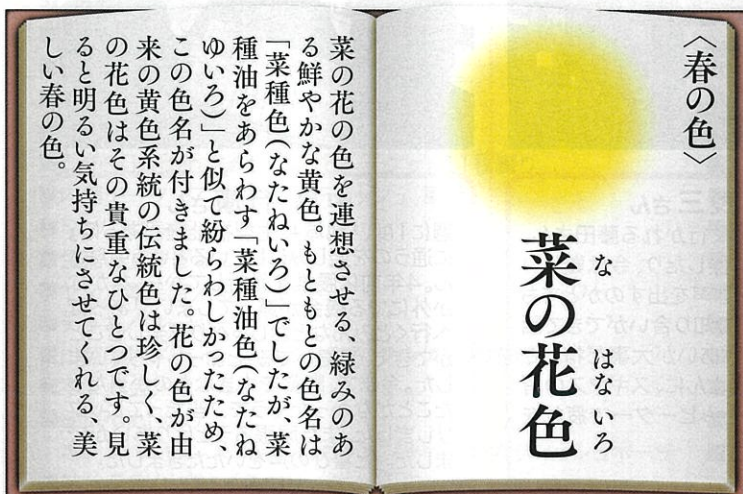 〈春の色〉
菜の花色
な はないろ
菜の花の色を連想させる、緑みのあ
る鮮やかな黄色。もともとの色名は
「菜種色(なたねいろ)」でしたが、菜
種油をあらわす「菜種油色(なたね
ゆいろ)」と似て紛らわしかったため、
この色名が付きました。花の色が由
来の黄色系統の伝統色は珍しく、菜
の花色はその貴重なひとつです。見
ると明るい気持ちにさせてくれる、美
しい春の色。